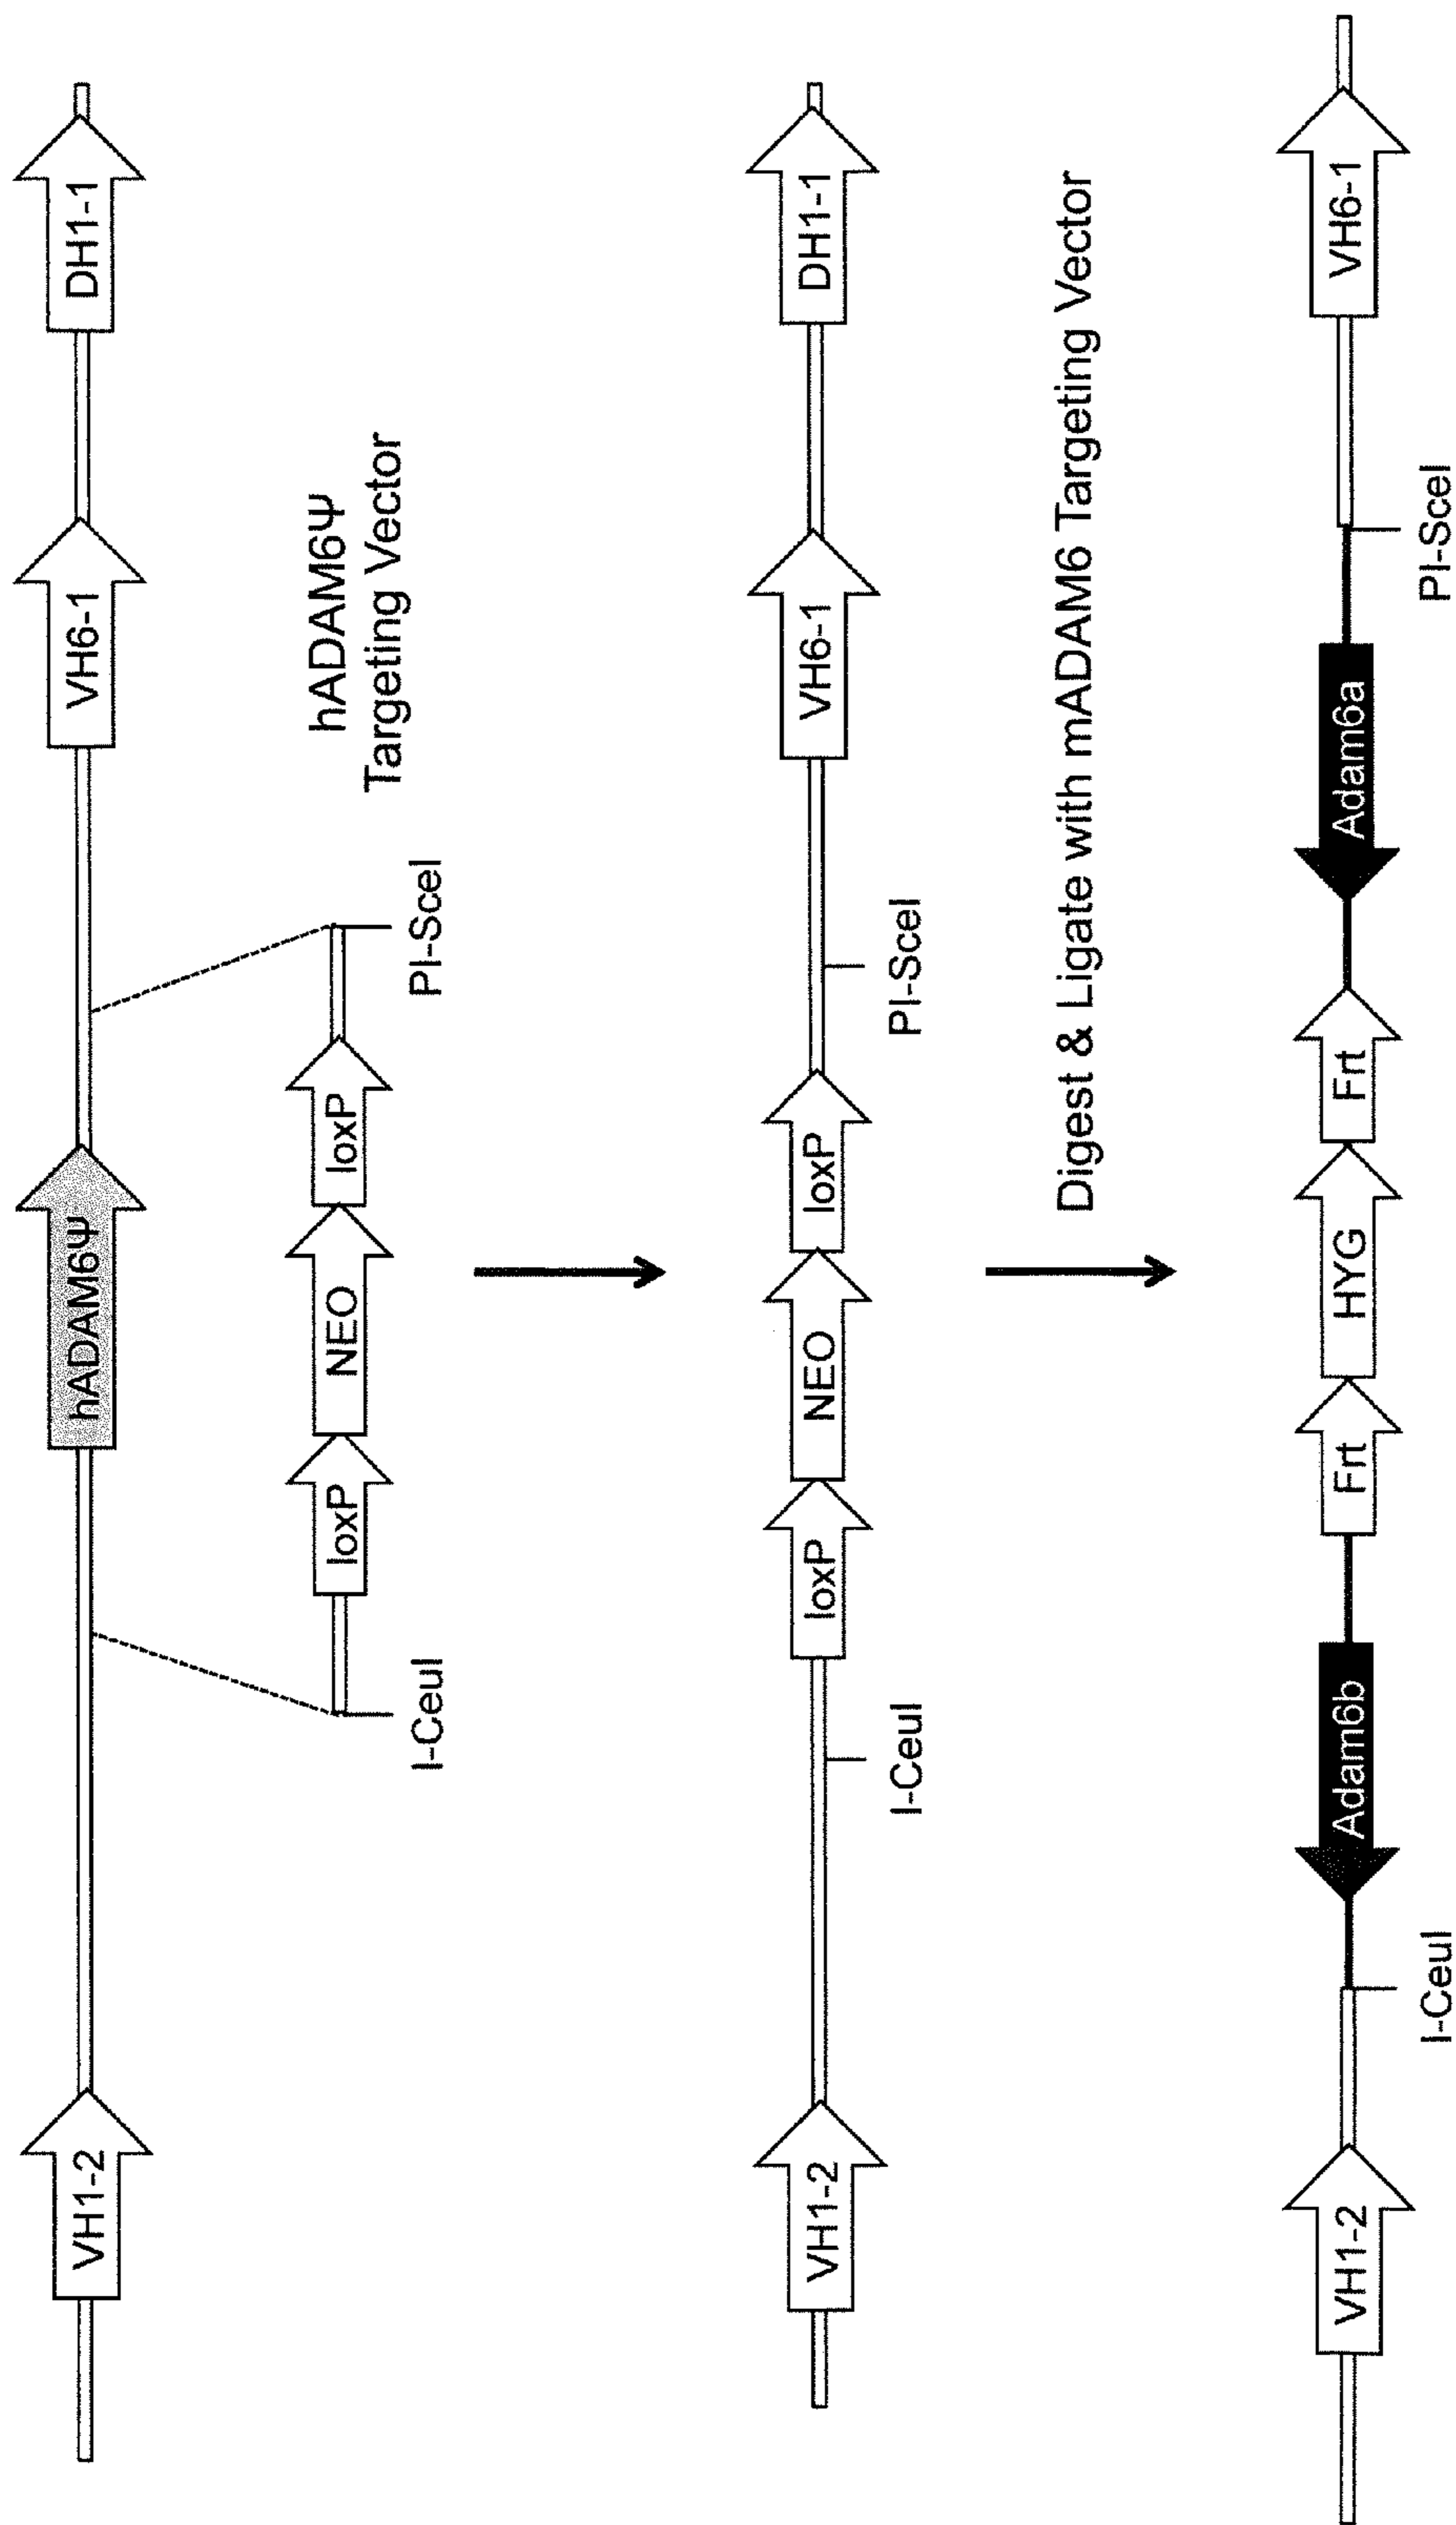 VH1-2
hADAM6Ψ
VH6-1
DH1-1
hADAM6Ψ
Targeting Vector
loxP
NEO
loxP
I-CeuI
PI-SceI
VH1-2
loxP
NEO
loxP
VH6-1
DH1-1
I-CeuI
PI-SceI
Digest & Ligate with mADAM6 Targeting Vector
VH1-2
Adam6b
Frt
HYG
Frt
Adam6a
VH6-1
I-CeuI
PI-SceI